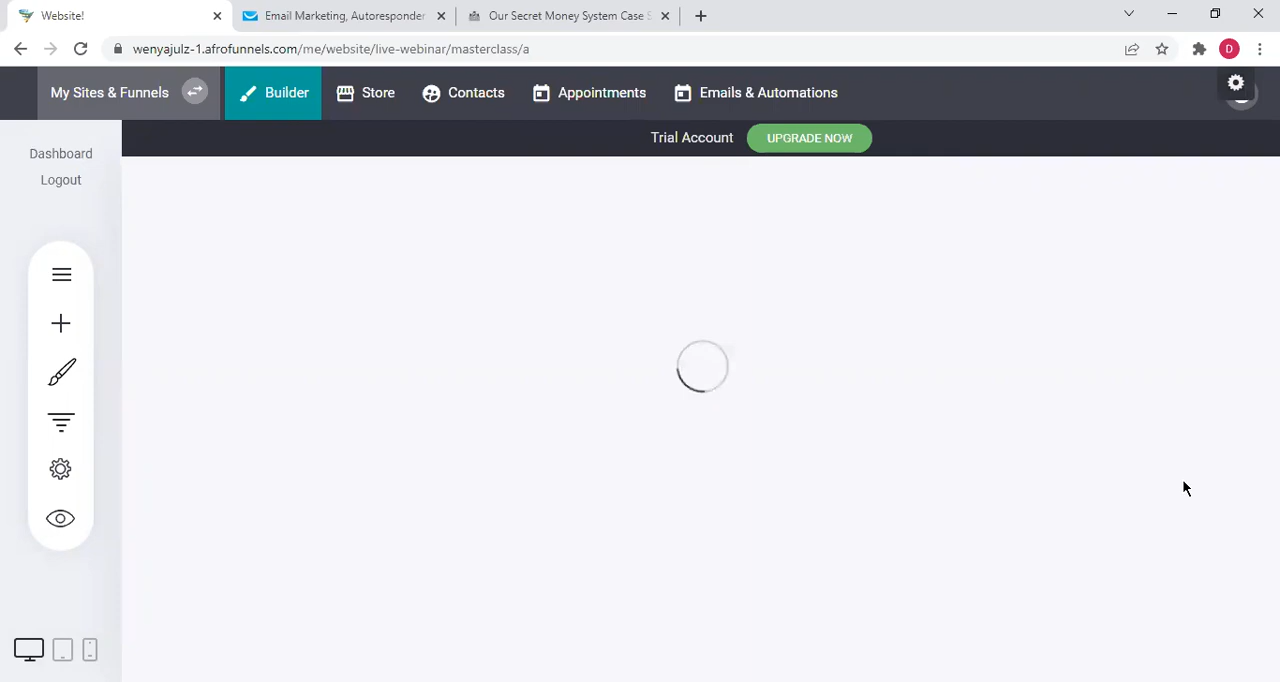 Website!
Email Marketing, Autoresponder
Our Secret Money System Case S
wenyajulz-1.afrofunnels.com/me/website/live-webinar/masterclass/a
D
My Sites & Funnels
Builder
Store
Contacts
Appointments
Emails & Automations
Trial Account
UPGRADE NOW
Dashboard
Logout